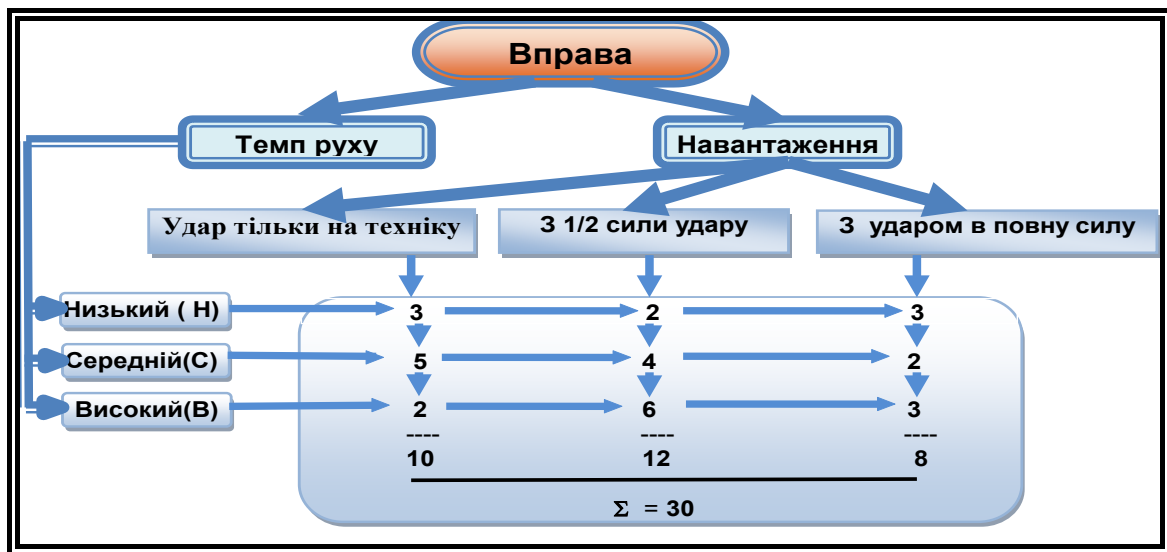 Вправа
Темп руху
Навантаження
Удар тільки на техніку
З 1/2 сили удару
З ударом в повну силу
Низький ( Н)
3
2
3
Середній(С)
5
4
2
Високий(В)
2
6
3
----
----
----
10
12
8
Σ = 30